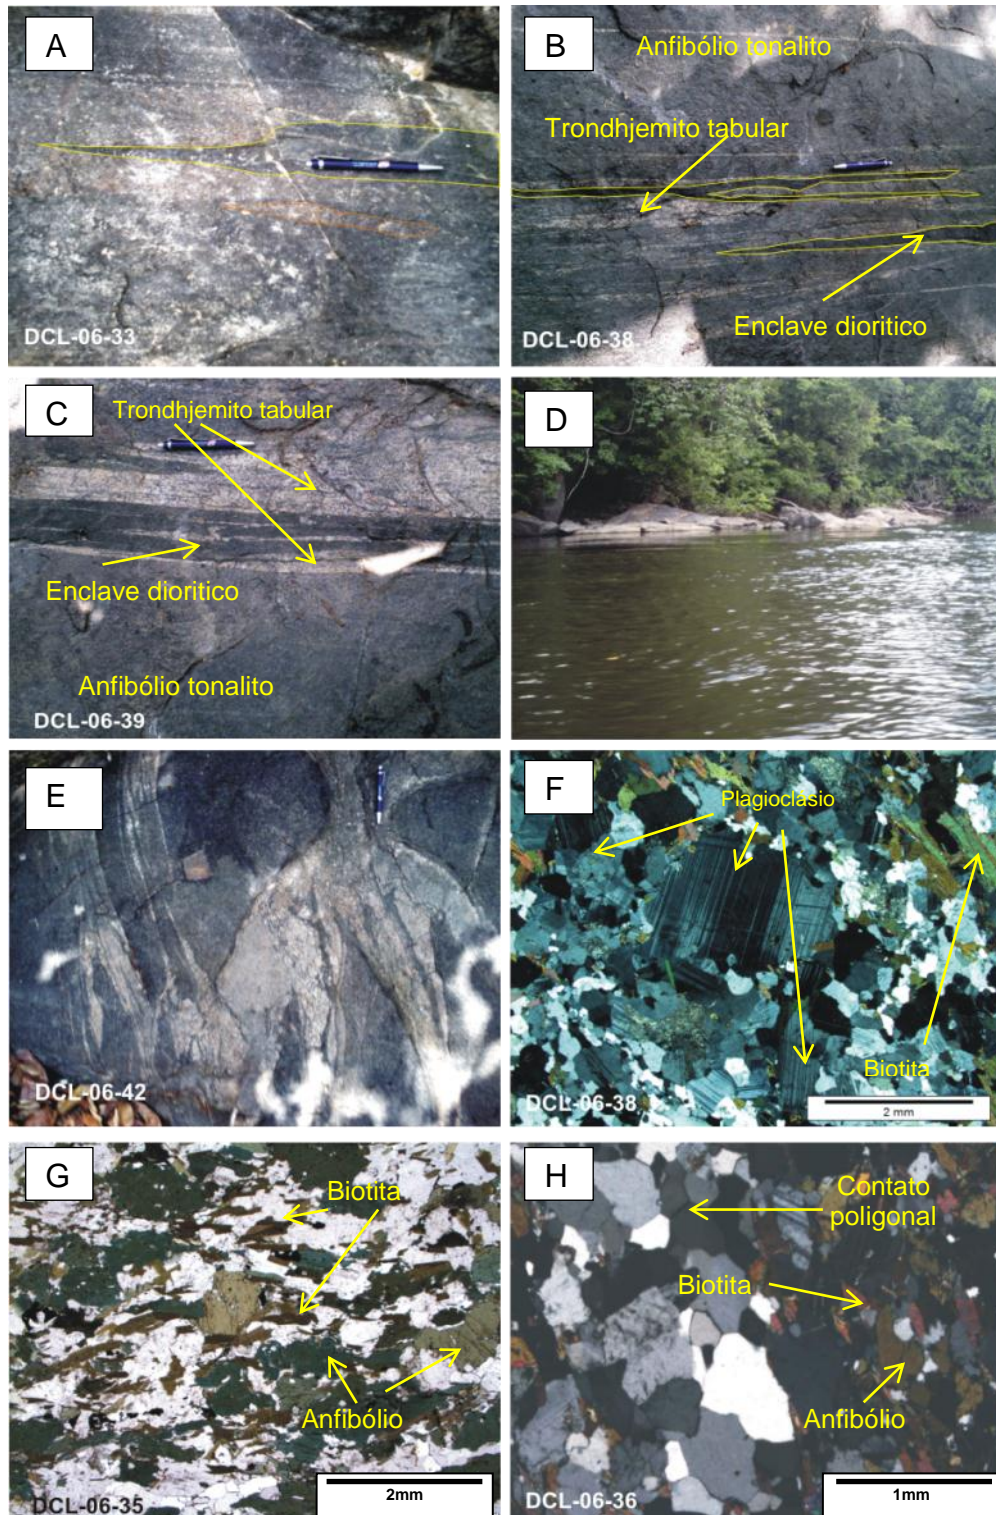 A
DCL-06-33
B
Anfibólio tonalito
Trondhjemito tabular
Enclave dioritico
DCL-06-38
C
Trondhjemito tabular
Enclave dioritico
Anfibólio tonalito
DCL-06-39
D
E
DCL-06-42
F
Plagioclásio
Biotita
DCL-06-38
2 mm
G
Biotita
Anfibólio
DCL-06-35
2mm
H
Contato
poligonal
Biotita
Anfibólio
DCL-06-36
1mm